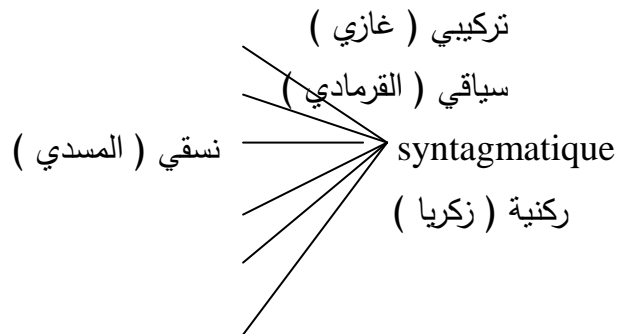 تركيبي ( غازي )
سياقي ( القرمادي )
syntagmatique
نسقي ( المسدي )
ركنية ( زكريا )